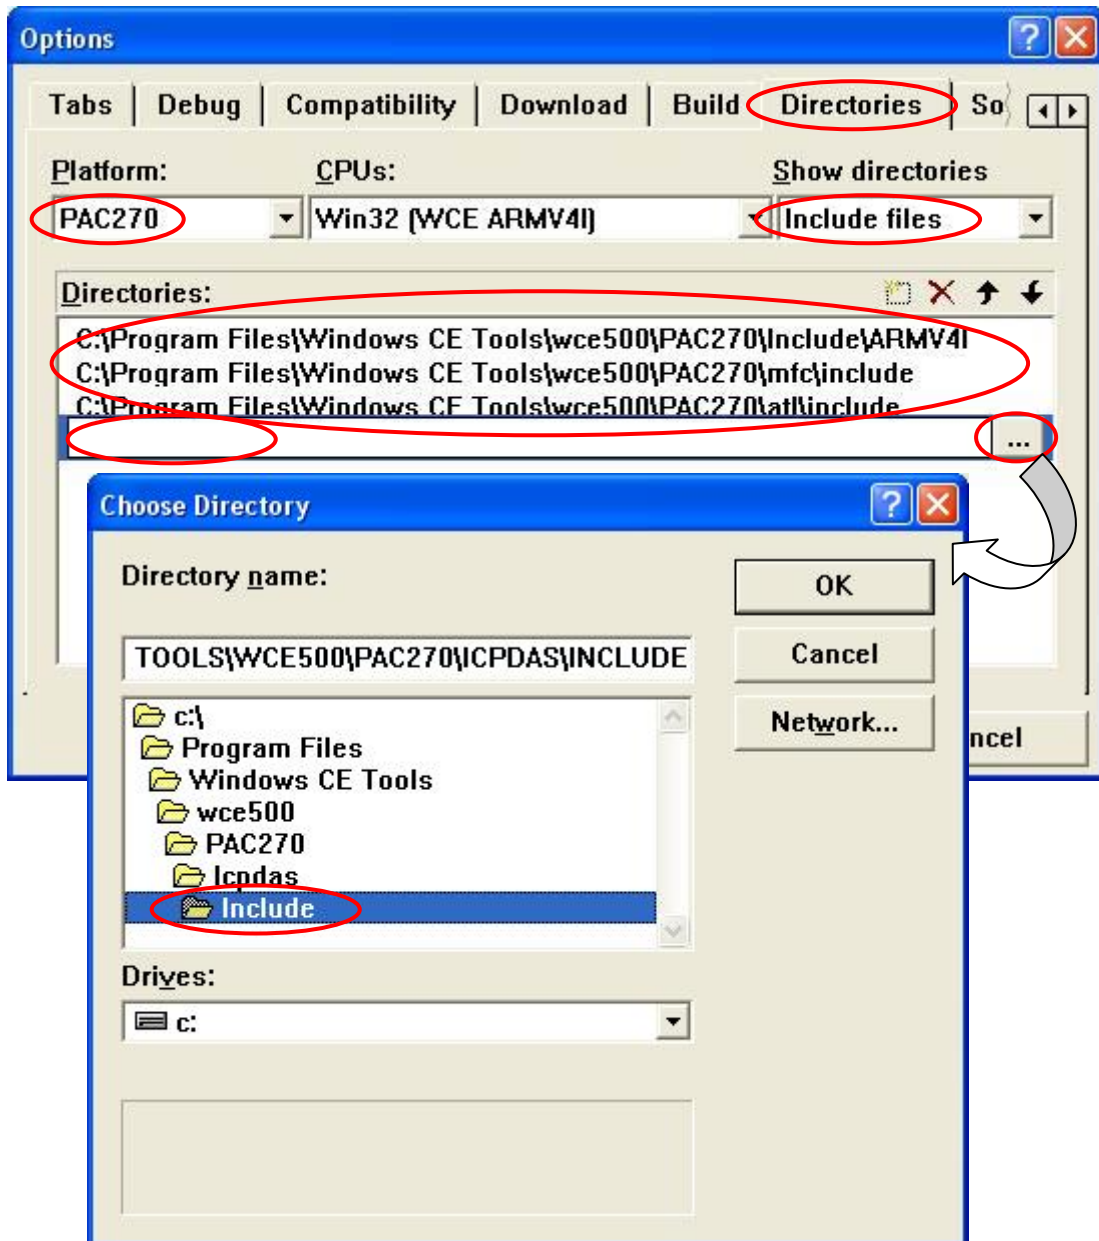 Options
Tabs Debug Compatibility Download Build Directories So
Platform: CPUs: Show directories
PAC270 Win32 (WCE ARMV4I) Include files
Directories:
C:\Program Files\Windows CE Tools\wce500\PAC270\Include\ARMV4I
C:\Program Files\Windows CE Tools\wce500\PAC270\mfc\include
C:\Program Files\Windows CE Tools\wce500\PAC270\atl\include
...
Choose Directory
Directory name:
OK
TOOLS\WCE500\PAC270\ICPDAS\INCLUDE
Cancel
c:\
Network...
Program Files
ncel
Windows CE Tools
wce500
PAC270
Icpdas
Include
Drives:
c: